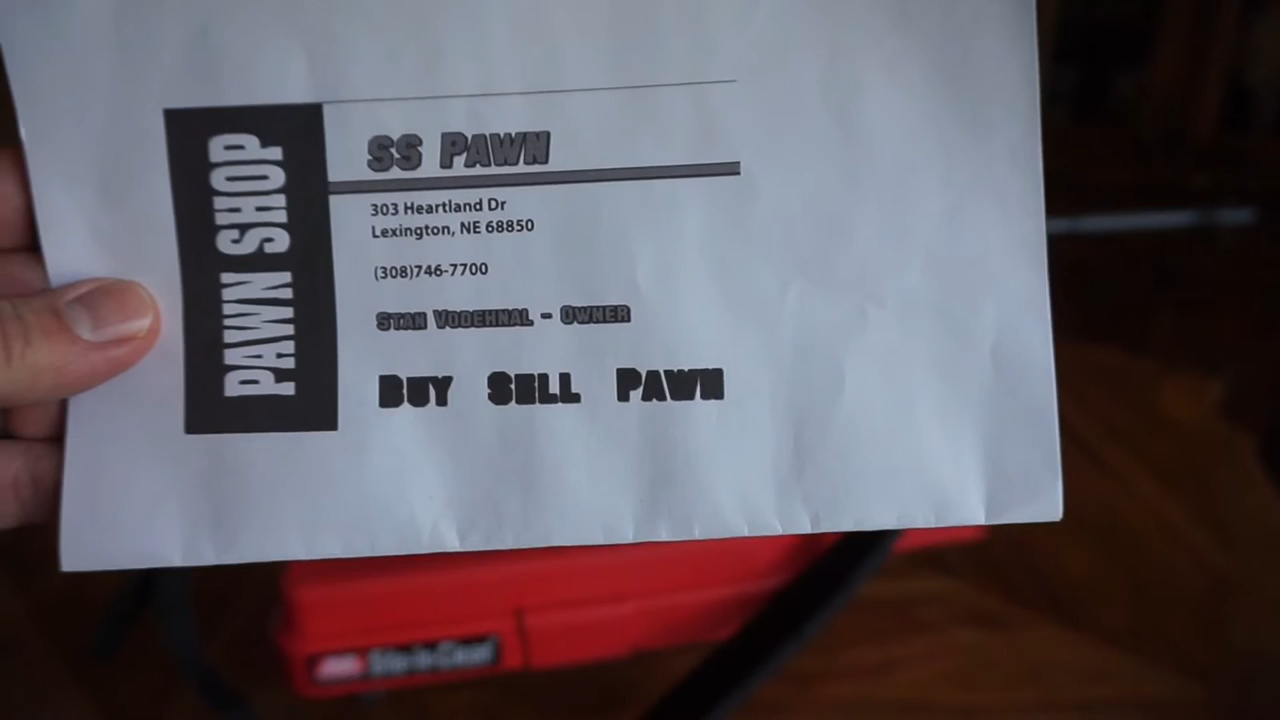 PAWN SHOP
SS PAWN
303 Heartland Dr
Lexington, NE 68850
(308)746-7700
STAN VODEHNAL - OWNER
BUY SELL PAWN